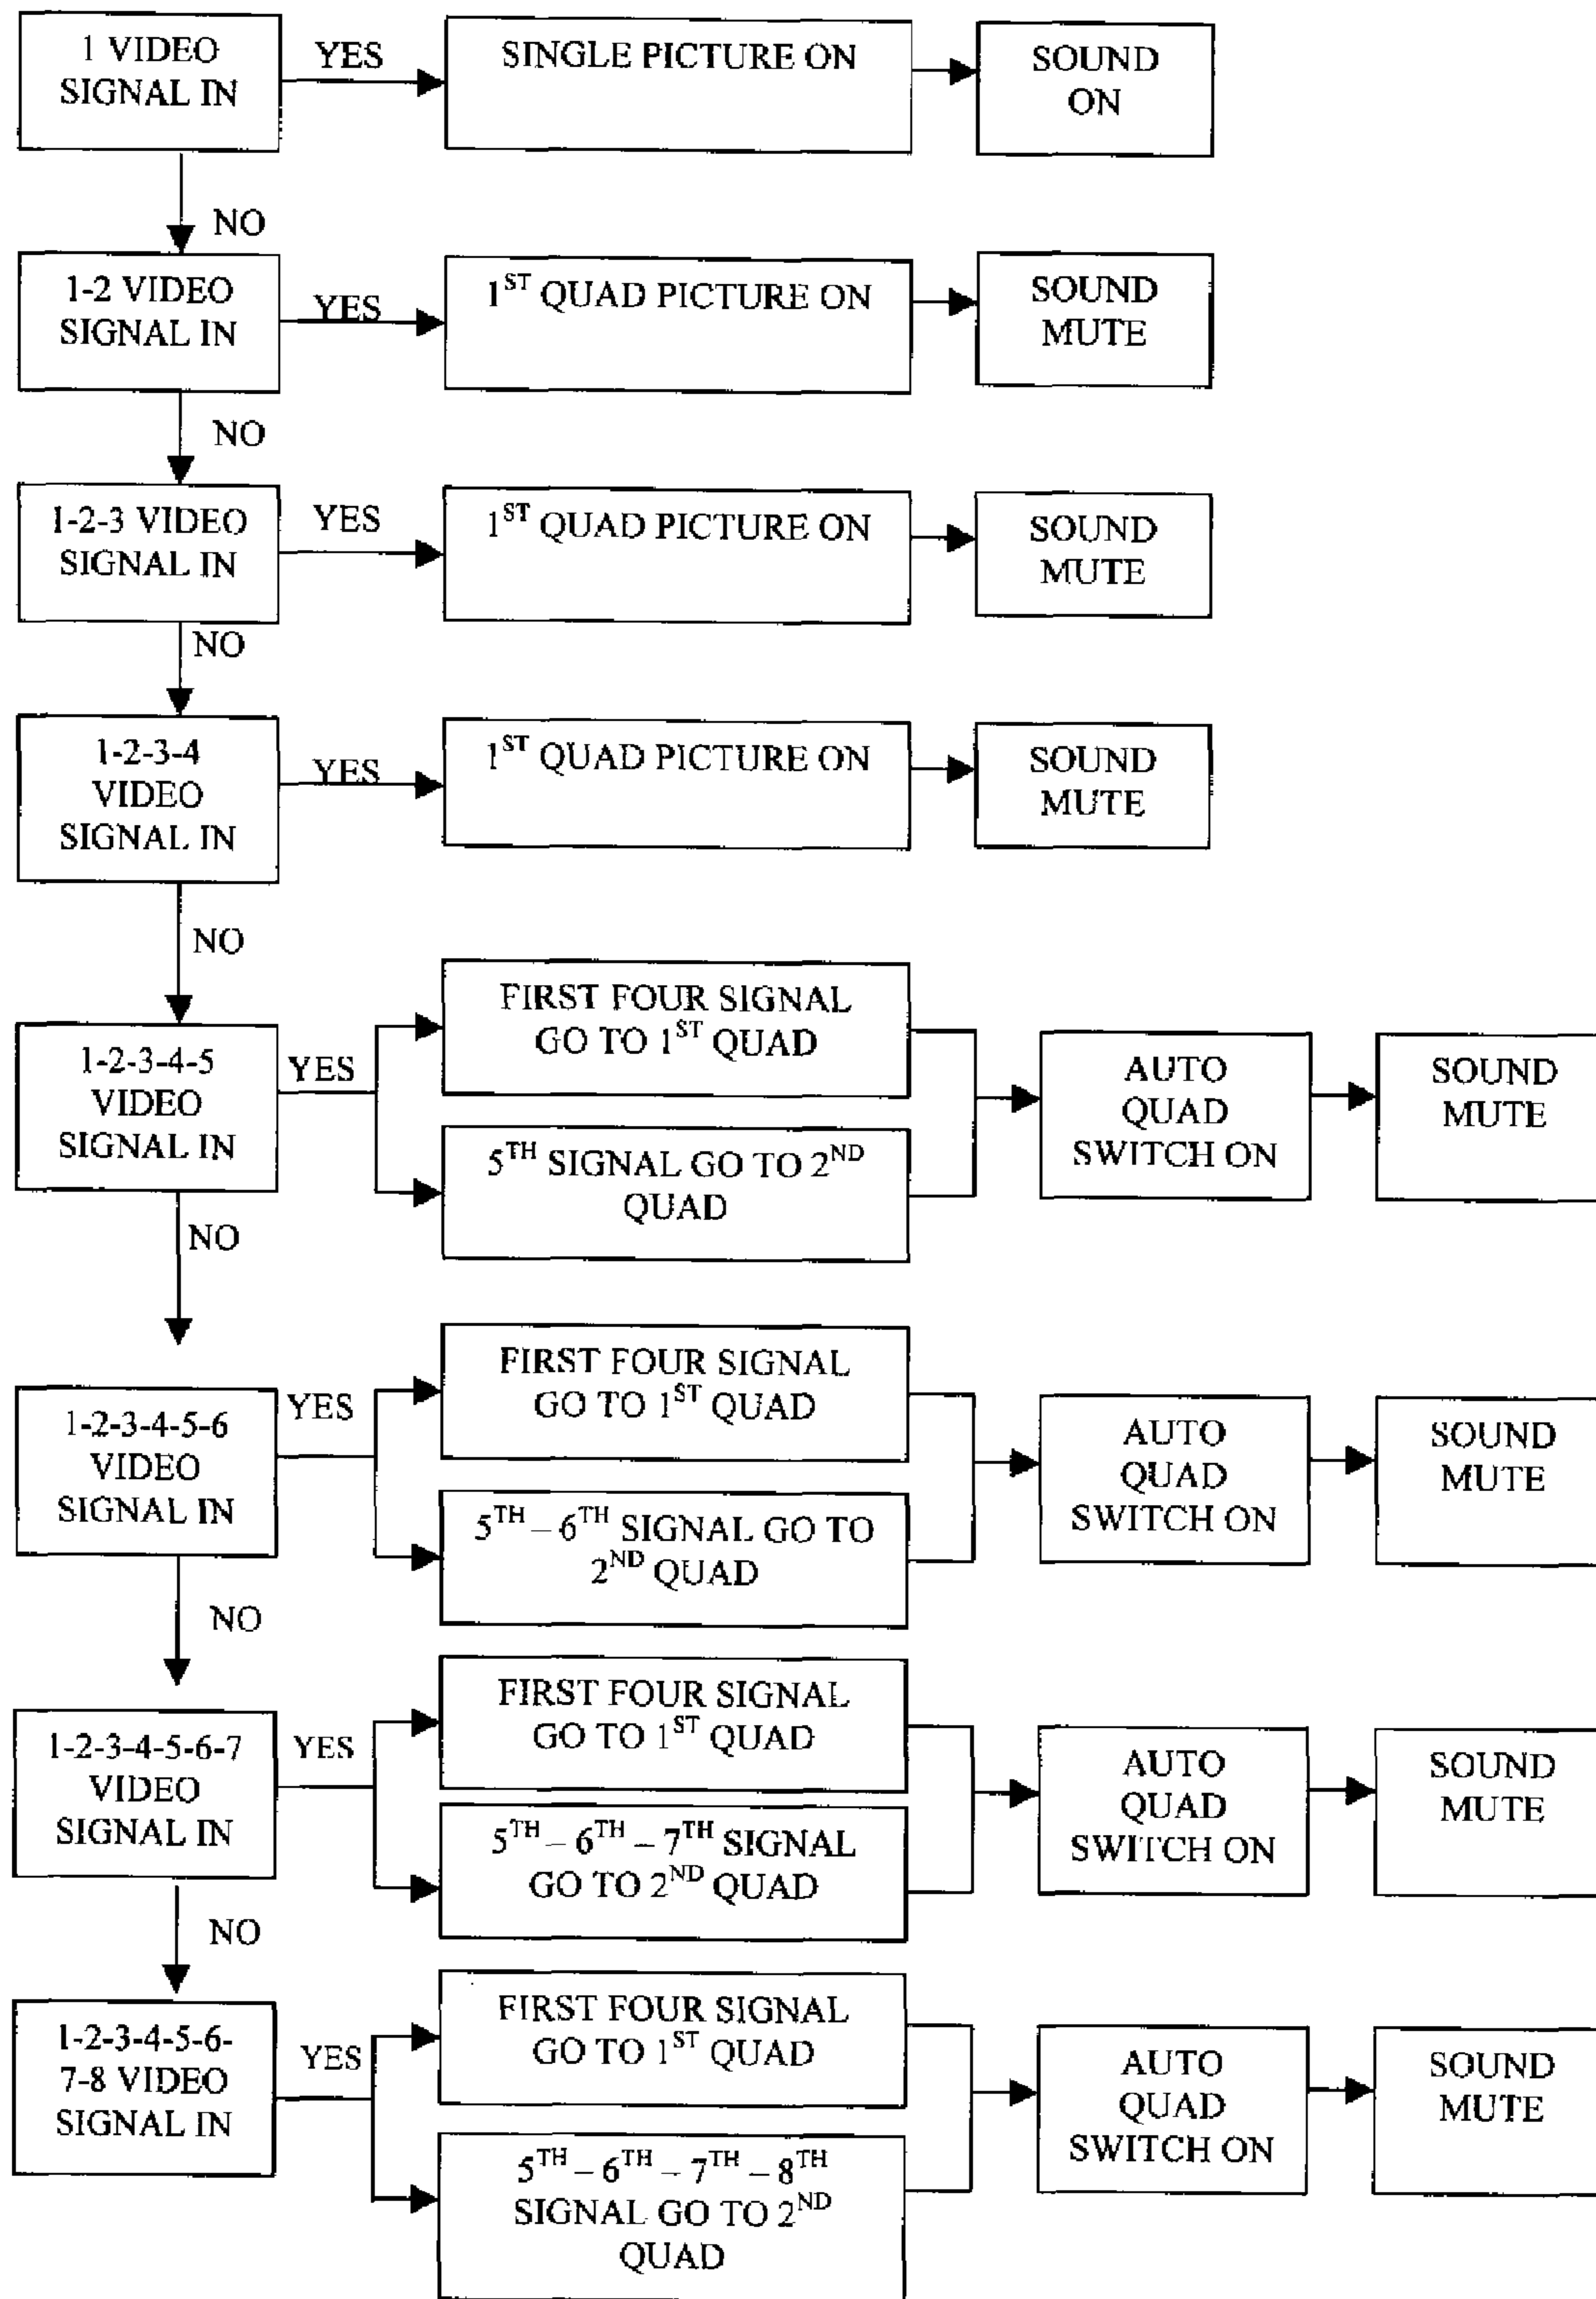 1 VIDEO
SIGNAL IN
YES
SINGLE PICTURE ON
SOUND
ON
NO
1-2 VIDEO
SIGNAL IN
YES
1ST QUAD PICTURE ON
SOUND
MUTE
NO
1-2-3 VIDEO
SIGNAL IN
YES
1ST QUAD PICTURE ON
SOUND
MUTE
NO
1-2-3-4
VIDEO
SIGNAL IN
YES
1ST QUAD PICTURE ON
SOUND
MUTE
NO
1-2-3-4-5
VIDEO
SIGNAL IN
YES
FIRST FOUR SIGNAL
GO TO 1ST QUAD
5TH SIGNAL GO TO 2ND
QUAD
AUTO
QUAD
SWITCH ON
SOUND
MUTE
NO
1-2-3-4-5-6
VIDEO
SIGNAL IN
YES
FIRST FOUR SIGNAL
GO TO 1ST QUAD
5TH – 6TH SIGNAL GO TO
2ND QUAD
AUTO
QUAD
SWITCH ON
SOUND
MUTE
NO
1-2-3-4-5-6-7
VIDEO
SIGNAL IN
YES
FIRST FOUR SIGNAL
GO TO 1ST QUAD
5TH – 6TH – 7TH SIGNAL
GO TO 2ND QUAD
AUTO
QUAD
SWITCH ON
SOUND
MUTE
NO
1-2-3-4-5-6-
7-8 VIDEO
SIGNAL IN
YES
FIRST FOUR SIGNAL
GO TO 1ST QUAD
5TH – 6TH – 7TH – 8TH
SIGNAL GO TO 2ND
QUAD
AUTO
QUAD
SWITCH ON
SOUND
MUTE